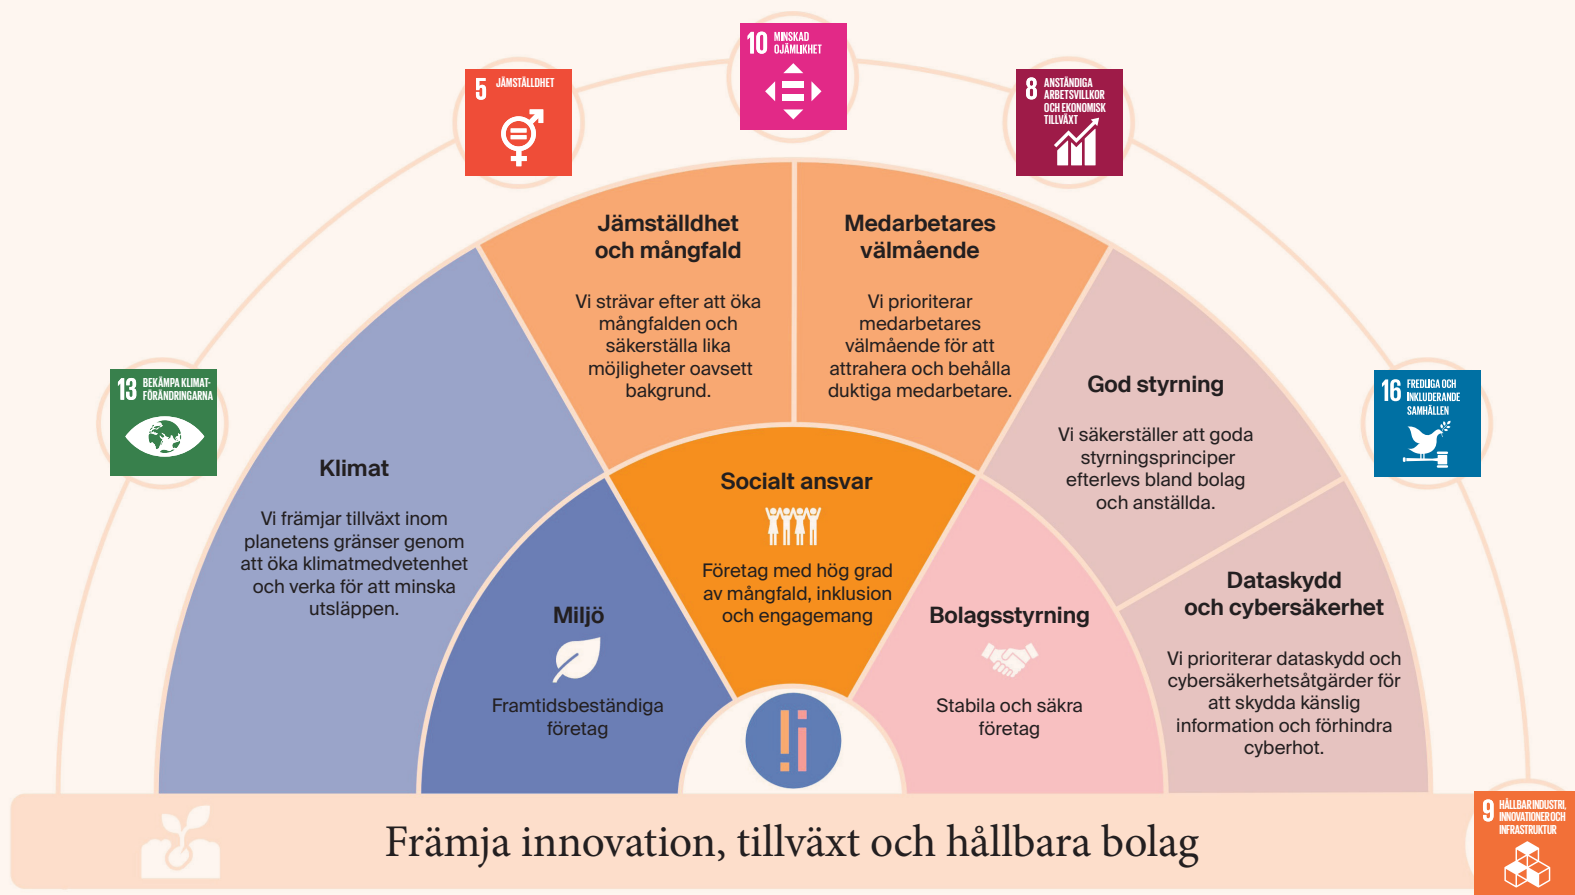 10 MINSKAD
OJÄMLIKHET
5 JÄMSTÄLLDHET
8 ANSTÄNDIGA
ARBETSVILLKOR
OCH EKONOMISK
TILLVÄXT
13 BEKÄMPA KLIMAT-
FÖRÄNDRINGARNA
16 FREDLIGA OCH
INKLUDERANDE
SAMHÄLLEN
Jämställdhet
och mångfald
Vi strävar efter att öka
mångfalden och
säkerställa lika
möjligheter oavsett
bakgrund.
Medarbetares
välmående
Vi prioriterar
medarbetares
välmående för att
attrahera och behålla
duktiga medarbetare.
God styrning
Vi säkerställer att goda
styrningsprinciper
efterlevs bland bolag
och anställda.
Klimat
Vi främjar tillväxt inom
planetens gränser genom
att öka klimatmedvetenhet
och verka för att minska
utsläppen.
Socialt ansvar
Företag med hög grad
av mångfald, inklusion
och engagemang
Miljö
Framtidsbeständiga
företag
Bolagsstyrning
Stabila och säkra
företag
Dataskydd
och cybersäkerhet
Vi prioriterar dataskydd och
cybersäkerhetsåtgärder för
att skydda känslig
information och förhindra
cyberhot.
Främja innovation, tillväxt och hållbara bolag
9 HÅLLBAR INDUSTRI,
INNOVATIONER OCH
INFRASTRUKTUR